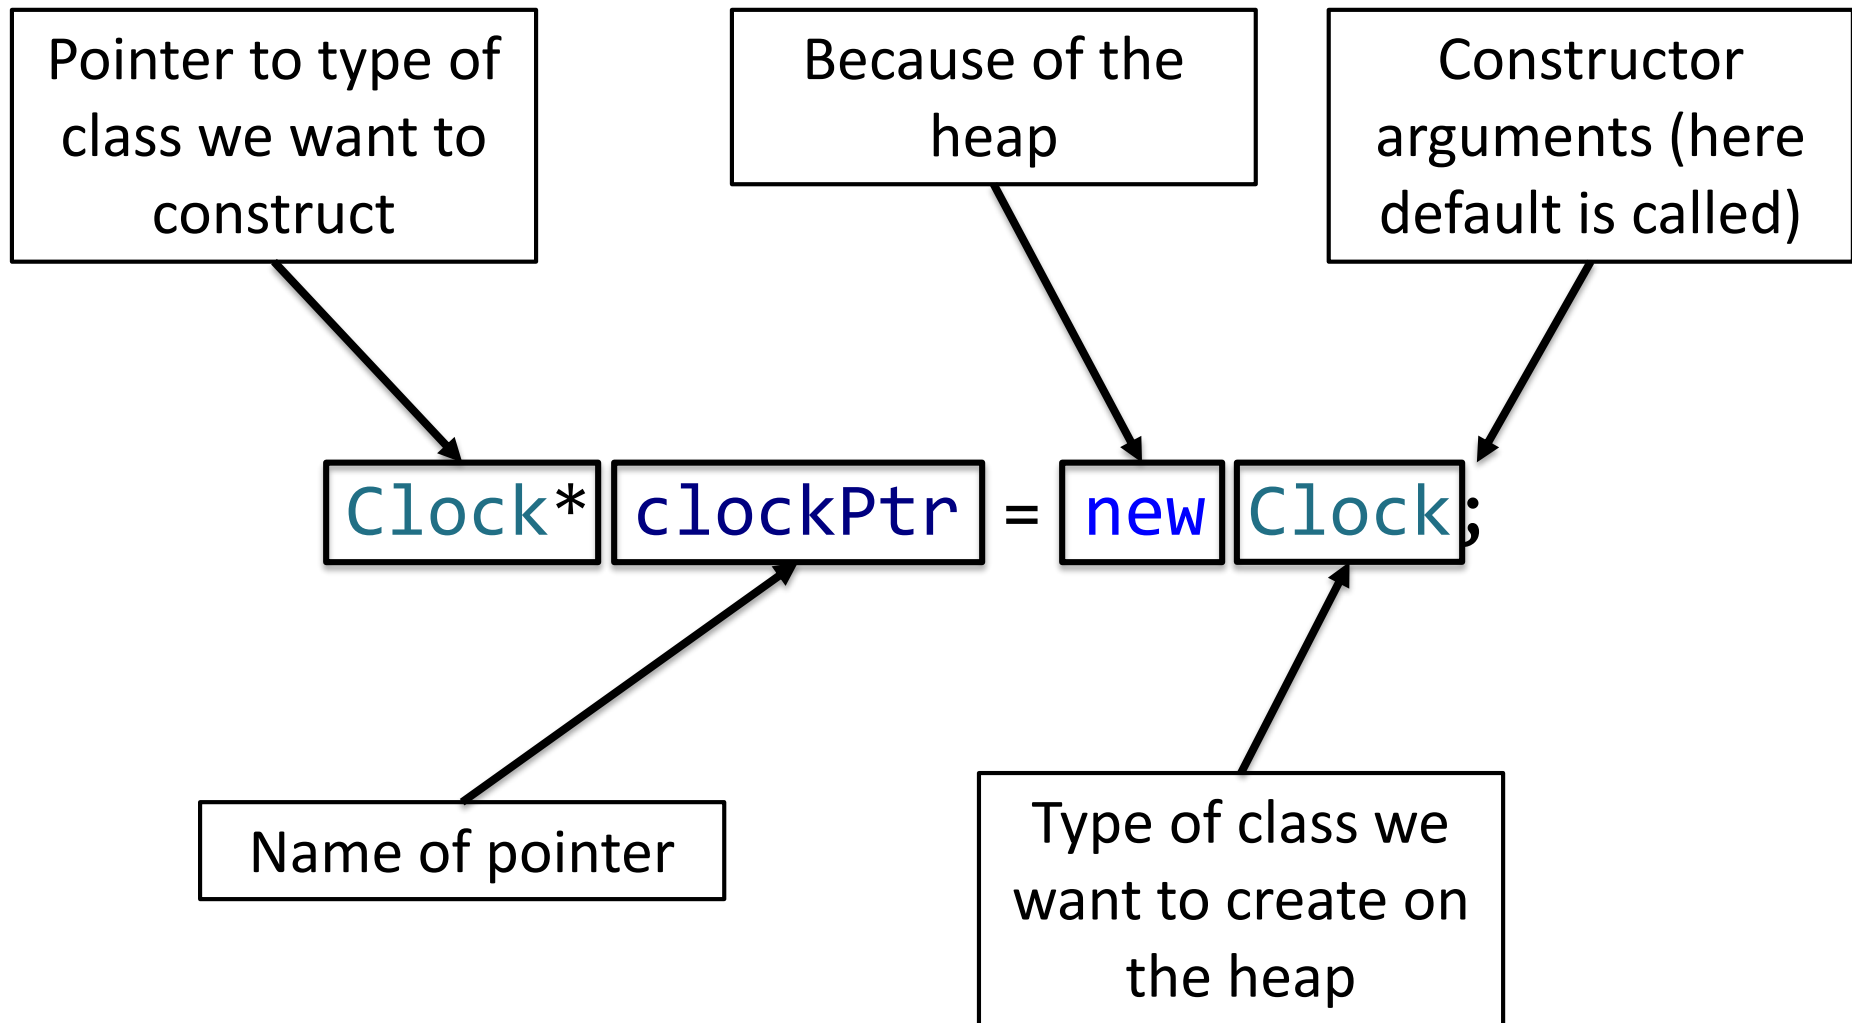 Pointer to type of
class we want to
construct
Because of the
heap
Constructor
arguments (here
default is called)
Clock* clockPtr = new Clock;
Name of pointer
Type of class we
want to create on
the heap